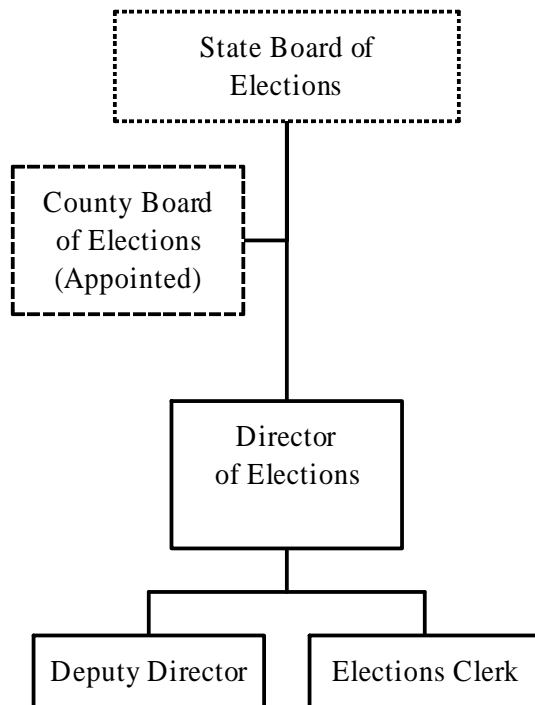 State Board of
Elections
County Board
of Elections
(Appointed)
Director
of Elections
Deputy Director
Elections Clerk